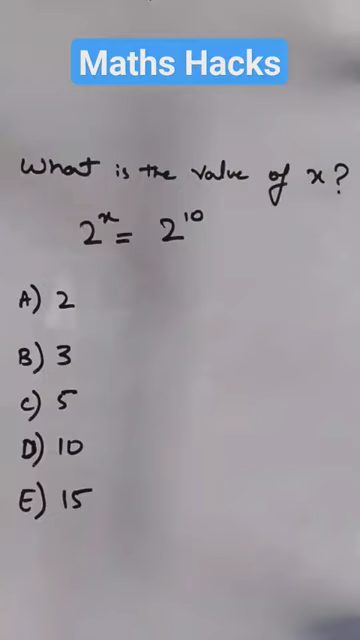 Maths Hacks
What is the value of x?
2^x = 2^10
A) 2
B) 3
C) 5
D) 10
E) 15